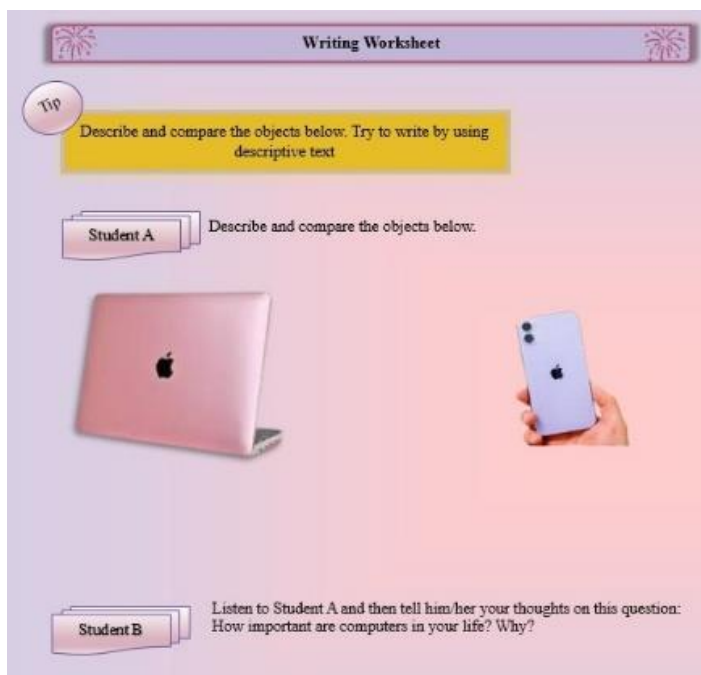 Writing Worksheet
Tip
Describe and compare the objects below. Try to write by using
descriptive text
Student A
Describe and compare the objects below.
Student B
Listen to Student A and then tell him/her your thoughts on this question:
How important are computers in your life? Why?